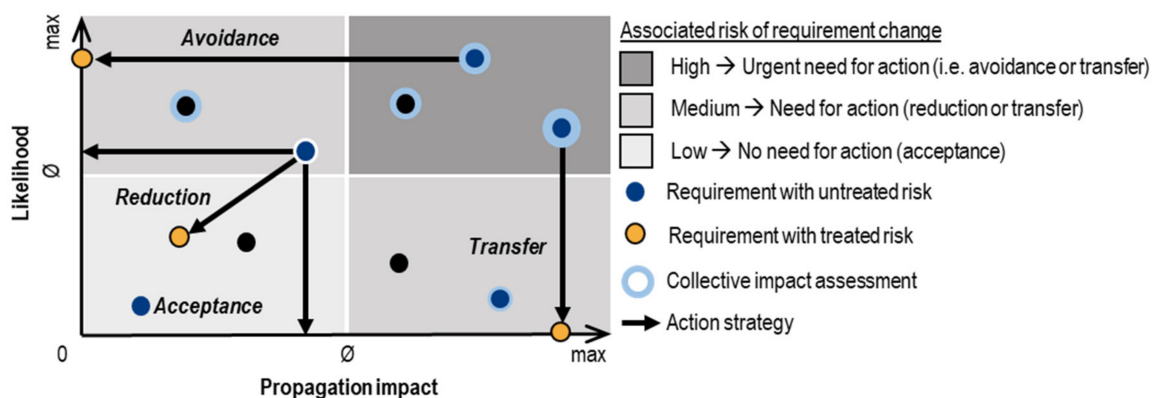 max
Avoidance
Likelihood
Ø
Reduction
Transfer
Acceptance
0
Ø
max
Propagation impact
Associated risk of requirement change
High → Urgent need for action (i.e. avoidance or transfer)
Medium → Need for action (reduction or transfer)
Low → No need for action (acceptance)
Requirement with untreated risk
Requirement with treated risk
Collective impact assessment
Action strategy